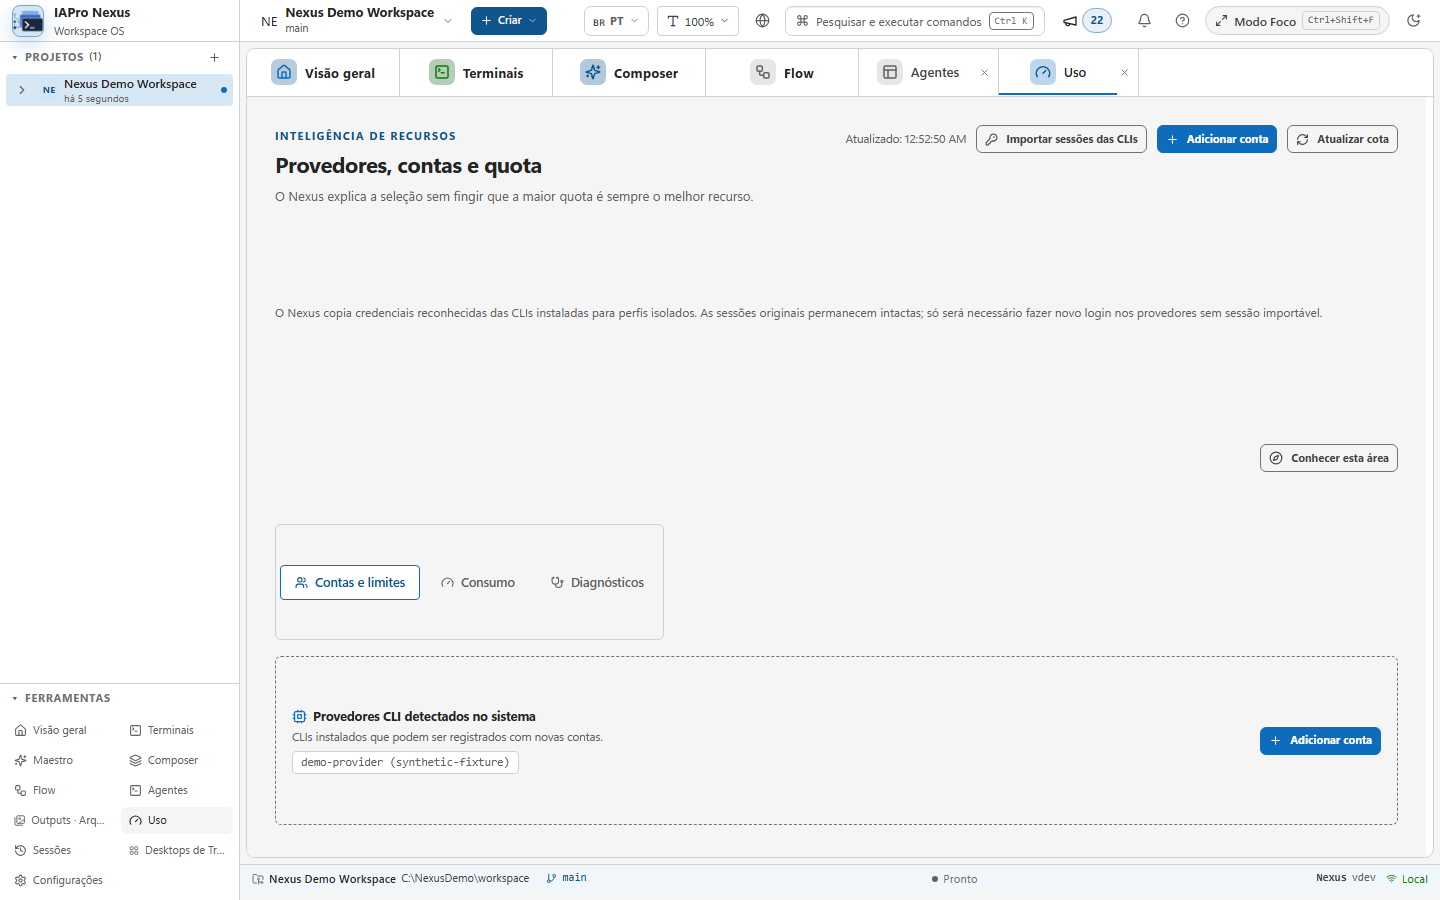 IAPro Nexus
Workspace OS
NE
Nexus Demo Workspace
main
Criar
BR PT
100%
Pesquisar e executar comandos
Ctrl K
22
Modo Foco
Ctrl+Shift+F
PROJETOS (1)
NE
Nexus Demo Workspace
há 5 segundos
Visão geral
Terminais
Composer
Flow
Agentes
Uso
INTELIGÊNCIA DE RECURSOS
Provedores, contas e quota
O Nexus explica a seleção sem fingir que a maior quota é sempre o melhor recurso.
Atualizado: 12:52:50 AM
Importar sessões das CLIs
Adicionar conta
Atualizar cota
O Nexus copia credenciais reconhecidas das CLIs instaladas para perfis isolados. As sessões originais permanecem intactas; só será necessário fazer novo login nos provedores sem sessão importável.
Conhecer esta área
Contas e limites
Consumo
Diagnósticos
Provedores CLI detectados no sistema
CLIs instalados que podem ser registrados com novas contas.
demo-provider (synthetic-fixture)
Adicionar conta
FERRAMENTAS
Visão geral
Terminais
Maestro
Composer
Flow
Agentes
Outputs · Arq...
Uso
Sessões
Desktops de Tr...
Configurações
Nexus Demo Workspace C:\NexusDemo\workspace
main
Pronto
Nexus vdev
Local